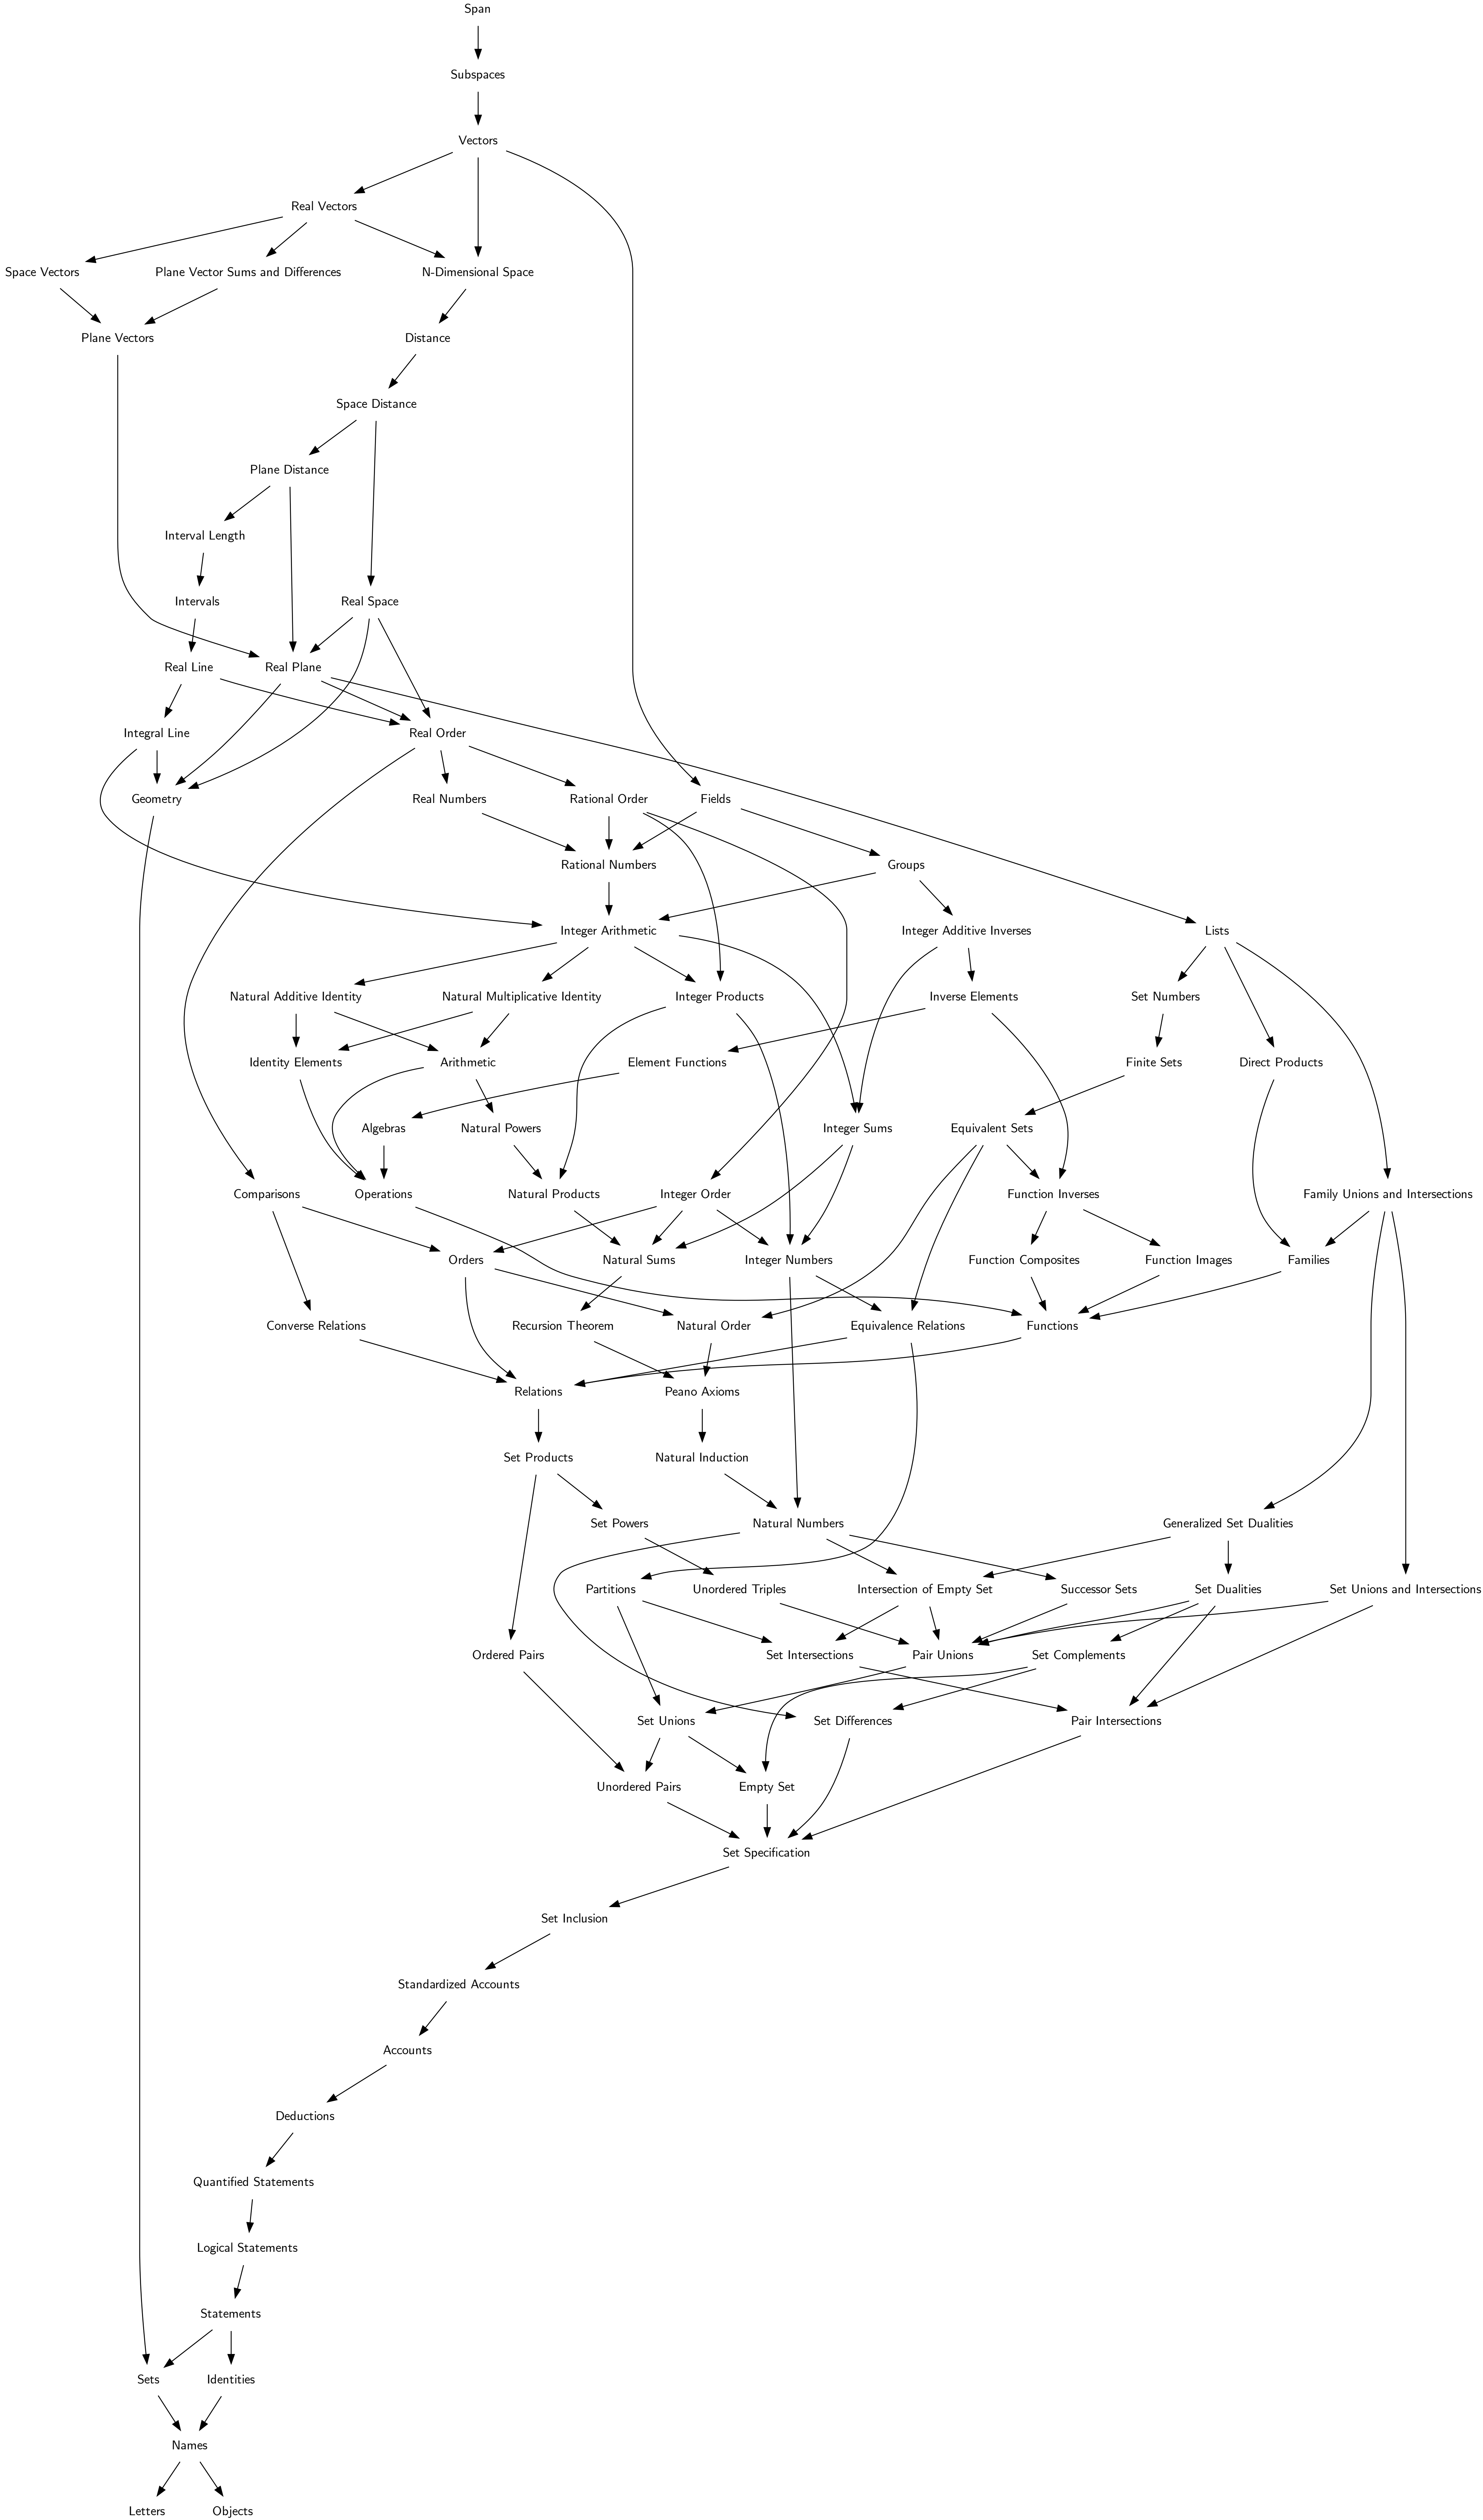 Span
Subspaces
Vectors
Real Vectors
Space Vectors
Plane Vector Sums and Differences
N-Dimensional Space
Plane Vectors
Distance
Space Distance
Plane Distance
Interval Length
Intervals
Real Space
Real Line
Real Plane
Integral Line
Real Order
Geometry
Real Numbers
Rational Order
Fields
Rational Numbers
Groups
Integer Arithmetic
Integer Additive Inverses
Lists
Natural Additive Identity
Natural Multiplicative Identity
Integer Products
Inverse Elements
Set Numbers
Identity Elements
Arithmetic
Element Functions
Finite Sets
Direct Products
Algebras
Natural Powers
Integer Sums
Equivalent Sets
Comparisons
Operations
Natural Products
Integer Order
Function Inverses
Family Unions and Intersections
Orders
Natural Sums
Integer Numbers
Function Composites
Function Images
Families
Converse Relations
Recursion Theorem
Natural Order
Equivalence Relations
Functions
Relations
Peano Axioms
Set Products
Natural Induction
Set Powers
Natural Numbers
Generalized Set Dualities
Partitions
Unordered Triples
Intersection of Empty Set
Successor Sets
Set Dualities
Set Unions and Intersections
Ordered Pairs
Set Intersections
Pair Unions
Set Complements
Set Unions
Set Differences
Pair Intersections
Unordered Pairs
Empty Set
Set Specification
Set Inclusion
Standardized Accounts
Accounts
Deductions
Quantified Statements
Logical Statements
Statements
Sets
Identities
Names
Letters
Objects